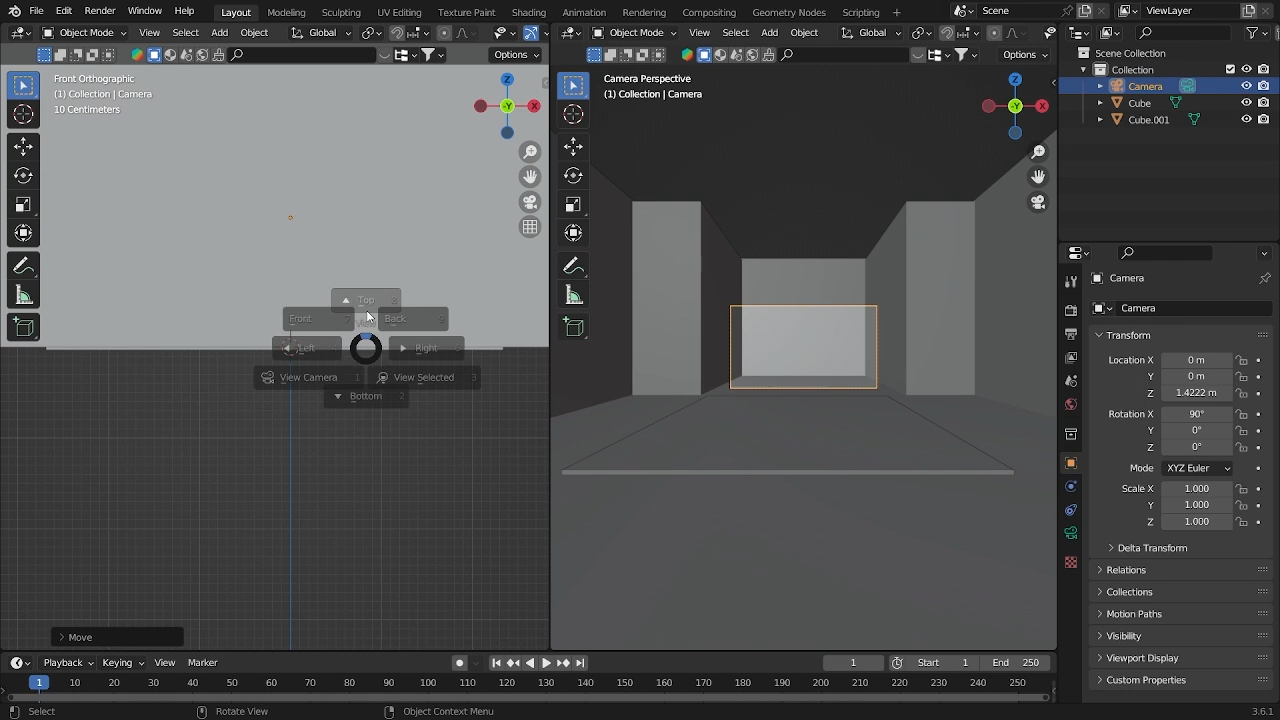 File Edit Render Window Help Layout Modeling Sculpting UV Editing Texture Paint Shading Animation Rendering Compositing Geometry Nodes Scripting + Scene ViewLayer
Object Mode View Select Add Object Global
Object Mode View Select Add Object Global
Options
Options
Front Orthographic
(1) Collection | Camera
10 Centimeters
Z
X
-Y
Camera Perspective
(1) Collection | Camera
Z
X
-Y
Top 8
Front 7
Back 9
View
Left
Right
View Camera 1
View Selected 3
Bottom 2
Move
Scene Collection
Collection
Camera
Cube
Cube.001
Camera
Camera
Transform
Location X 0 m
Y 0 m
Z 1.4222 m
Rotation X 90°
Y 0°
Z 0°
Mode XYZ Euler
Scale X 1.000
Y 1.000
Z 1.000
Delta Transform
Relations
Collections
Motion Paths
Visibility
Viewport Display
Custom Properties
Playback Keying View Marker 1 Start 1 End 250
1 10 20 30 40 50 60 70 80 90 100 110 120 130 140 150 160 170 180 190 200 210 220 230 240 250
Select Rotate View Object Context Menu 3.6.1